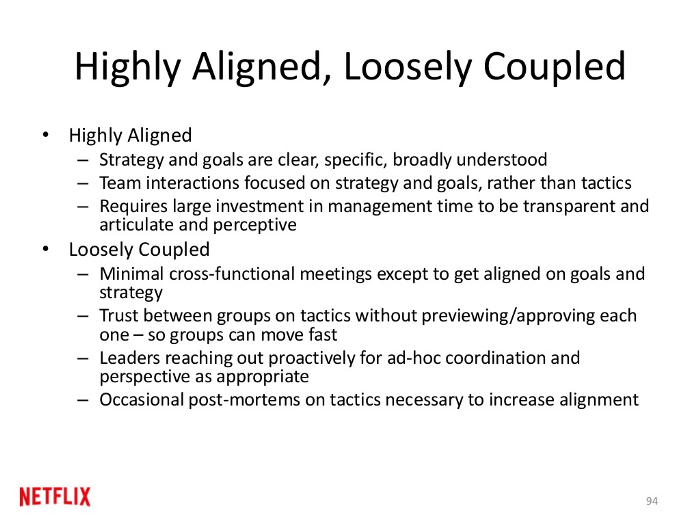 Highly Aligned, Loosely Coupled
• Highly Aligned
– Strategy and goals are clear, specific, broadly understood
– Team interactions focused on strategy and goals, rather than tactics
– Requires large investment in management time to be transparent and
articulate and perceptive
• Loosely Coupled
– Minimal cross-functional meetings except to get aligned on goals and
strategy
– Trust between groups on tactics without previewing/approving each
one – so groups can move fast
– Leaders reaching out proactively for ad-hoc coordination and
perspective as appropriate
– Occasional post-mortems on tactics necessary to increase alignment
NETFLIX
94